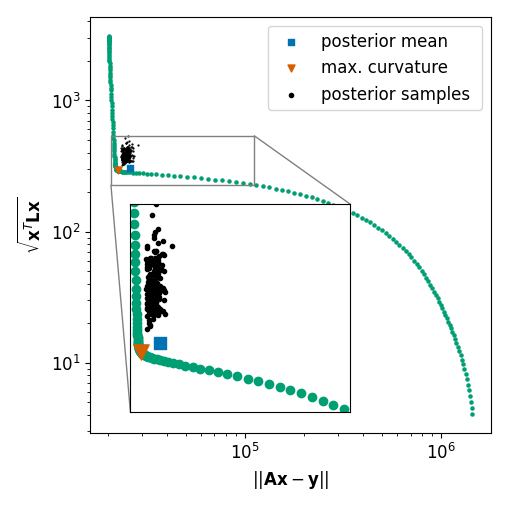 posterior mean
max. curvature
posterior samples
10³
10²
10¹
√xᵀLx
10⁵
10⁶
||Ax − y||